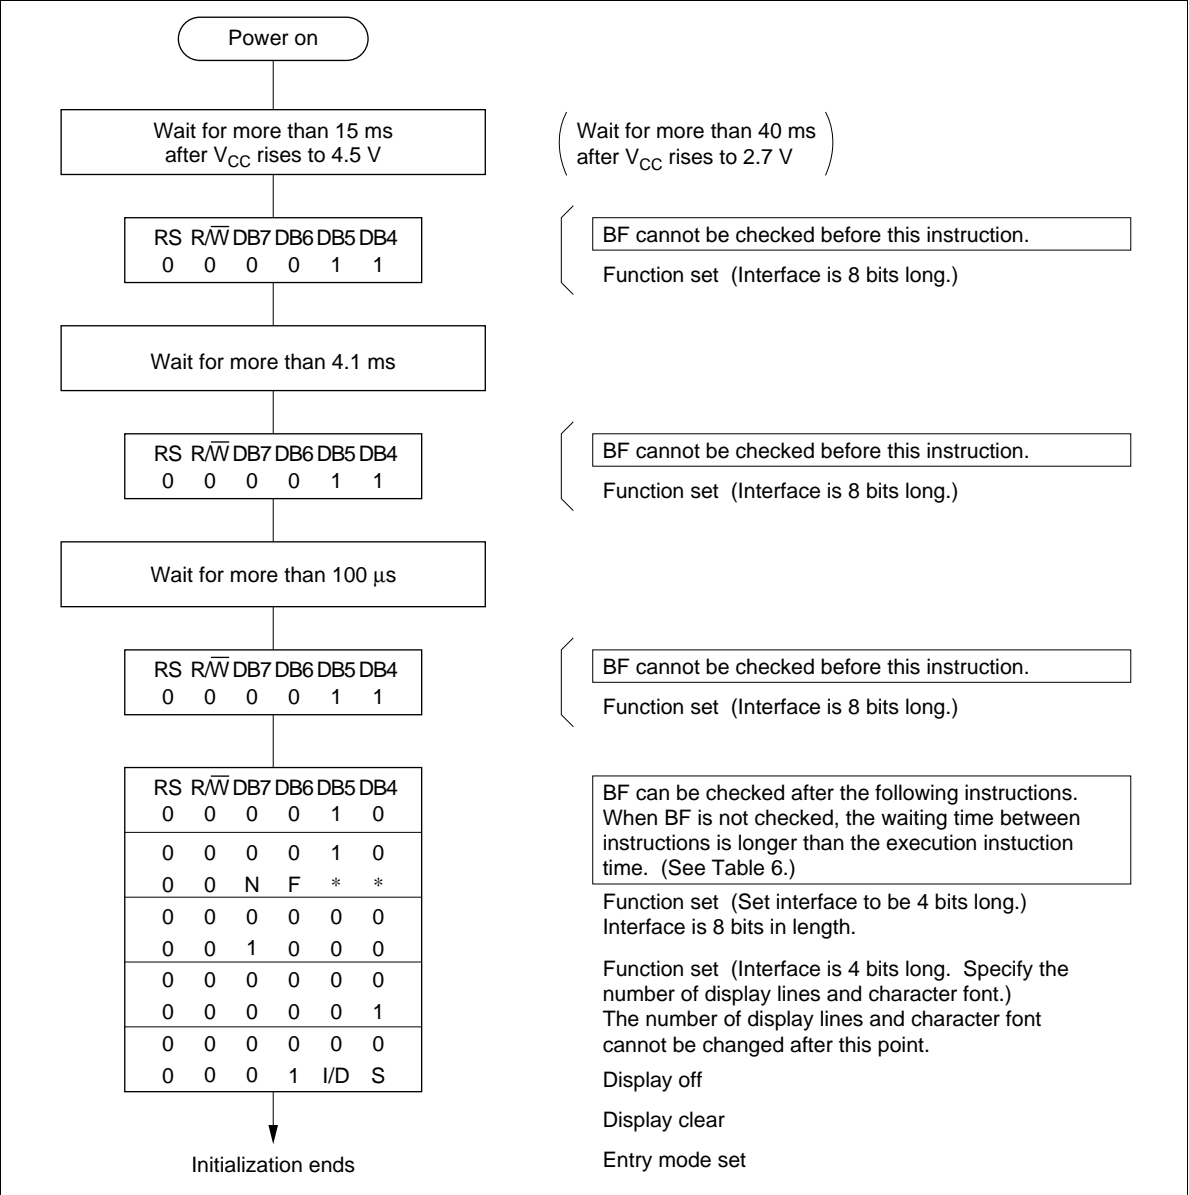 Power on
Wait for more than 15 ms
after VCC rises to 4.5 V
Wait for more than 40 ms
after VCC rises to 2.7 V
RS R/W̅ DB7 DB6 DB5 DB4
0 0 0 0 1 1
BF cannot be checked before this instruction.
Function set (Interface is 8 bits long.)
Wait for more than 4.1 ms
RS R/W̅ DB7 DB6 DB5 DB4
0 0 0 0 1 1
BF cannot be checked before this instruction.
Function set (Interface is 8 bits long.)
Wait for more than 100 µs
RS R/W̅ DB7 DB6 DB5 DB4
0 0 0 0 1 1
BF cannot be checked before this instruction.
Function set (Interface is 8 bits long.)
RS R/W̅ DB7 DB6 DB5 DB4
0 0 0 0 1 0
0 0 0 0 1 0
0 0 N F * *
0 0 0 0 0 0
0 0 1 0 0 0
0 0 0 0 0 0
0 0 0 0 0 1
0 0 0 0 0 0
0 0 0 1 I/D S
BF can be checked after the following instructions.
When BF is not checked, the waiting time between
instructions is longer than the execution instuction
time. (See Table 6.)
Function set (Set interface to be 4 bits long.)
Interface is 8 bits in length.
Function set (Interface is 4 bits long. Specify the
number of display lines and character font.)
The number of display lines and character font
cannot be changed after this point.
Display off
Display clear
Entry mode set
Initialization ends